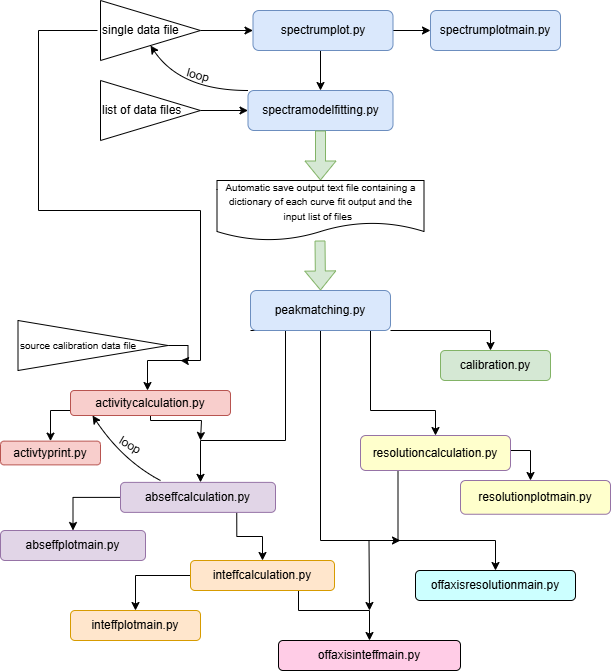 single data file
spectrumplot.py
spectrumplotmain.py
loop
list of data files
spectramodelfitting.py
Automatic save output text file containing a
dictionary of each curve fit output and the
input list of files
peakmatching.py
source calibration data file
calibration.py
activitycalculation.py
loop
activtyprint.py
resolutioncalculation.py
abseffcalculation.py
resolutionplotmain.py
abseffplotmain.py
inteffcalculation.py
offaxisresolutionmain.py
inteffplotmain.py
offaxisinteffmain.py